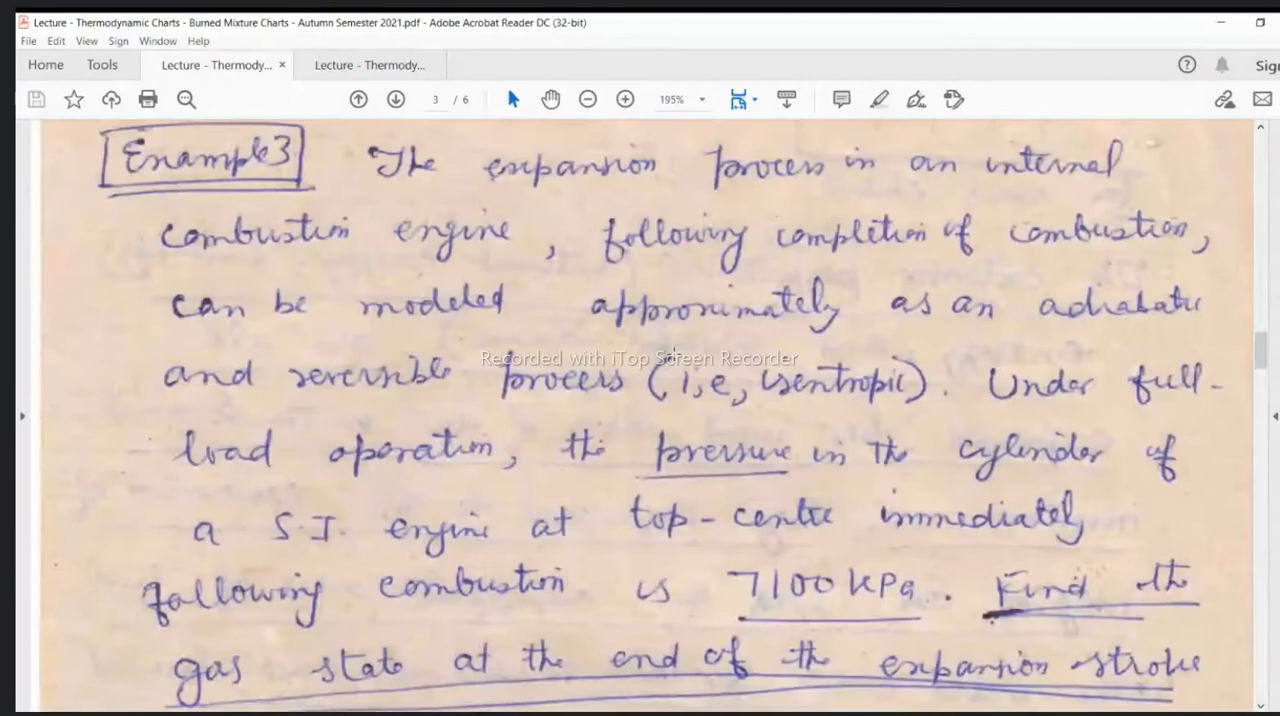 Lecture - Thermodynamic Charts - Burned Mixture Charts - Autumn Semester 2021.pdf - Adobe Acrobat Reader DC (32-bit)
File Edit View Sign Window Help
Home Tools Lecture - Thermody... × Lecture - Thermody... Sign
3 / 6 195%
Example 3 The expansion process in an internal
combustion engine, following completion of combustion,
can be modeled approximately as an adiabatic
Recorded with iTop Screen Recorder
and reversible process (i,e, isentropic). Under full-
load operation, the pressure in the cylinder of
a S.I. engine at top-centre immediately
following combustion is 7100 kPa. Find the
gas state at the end of the expansion stroke